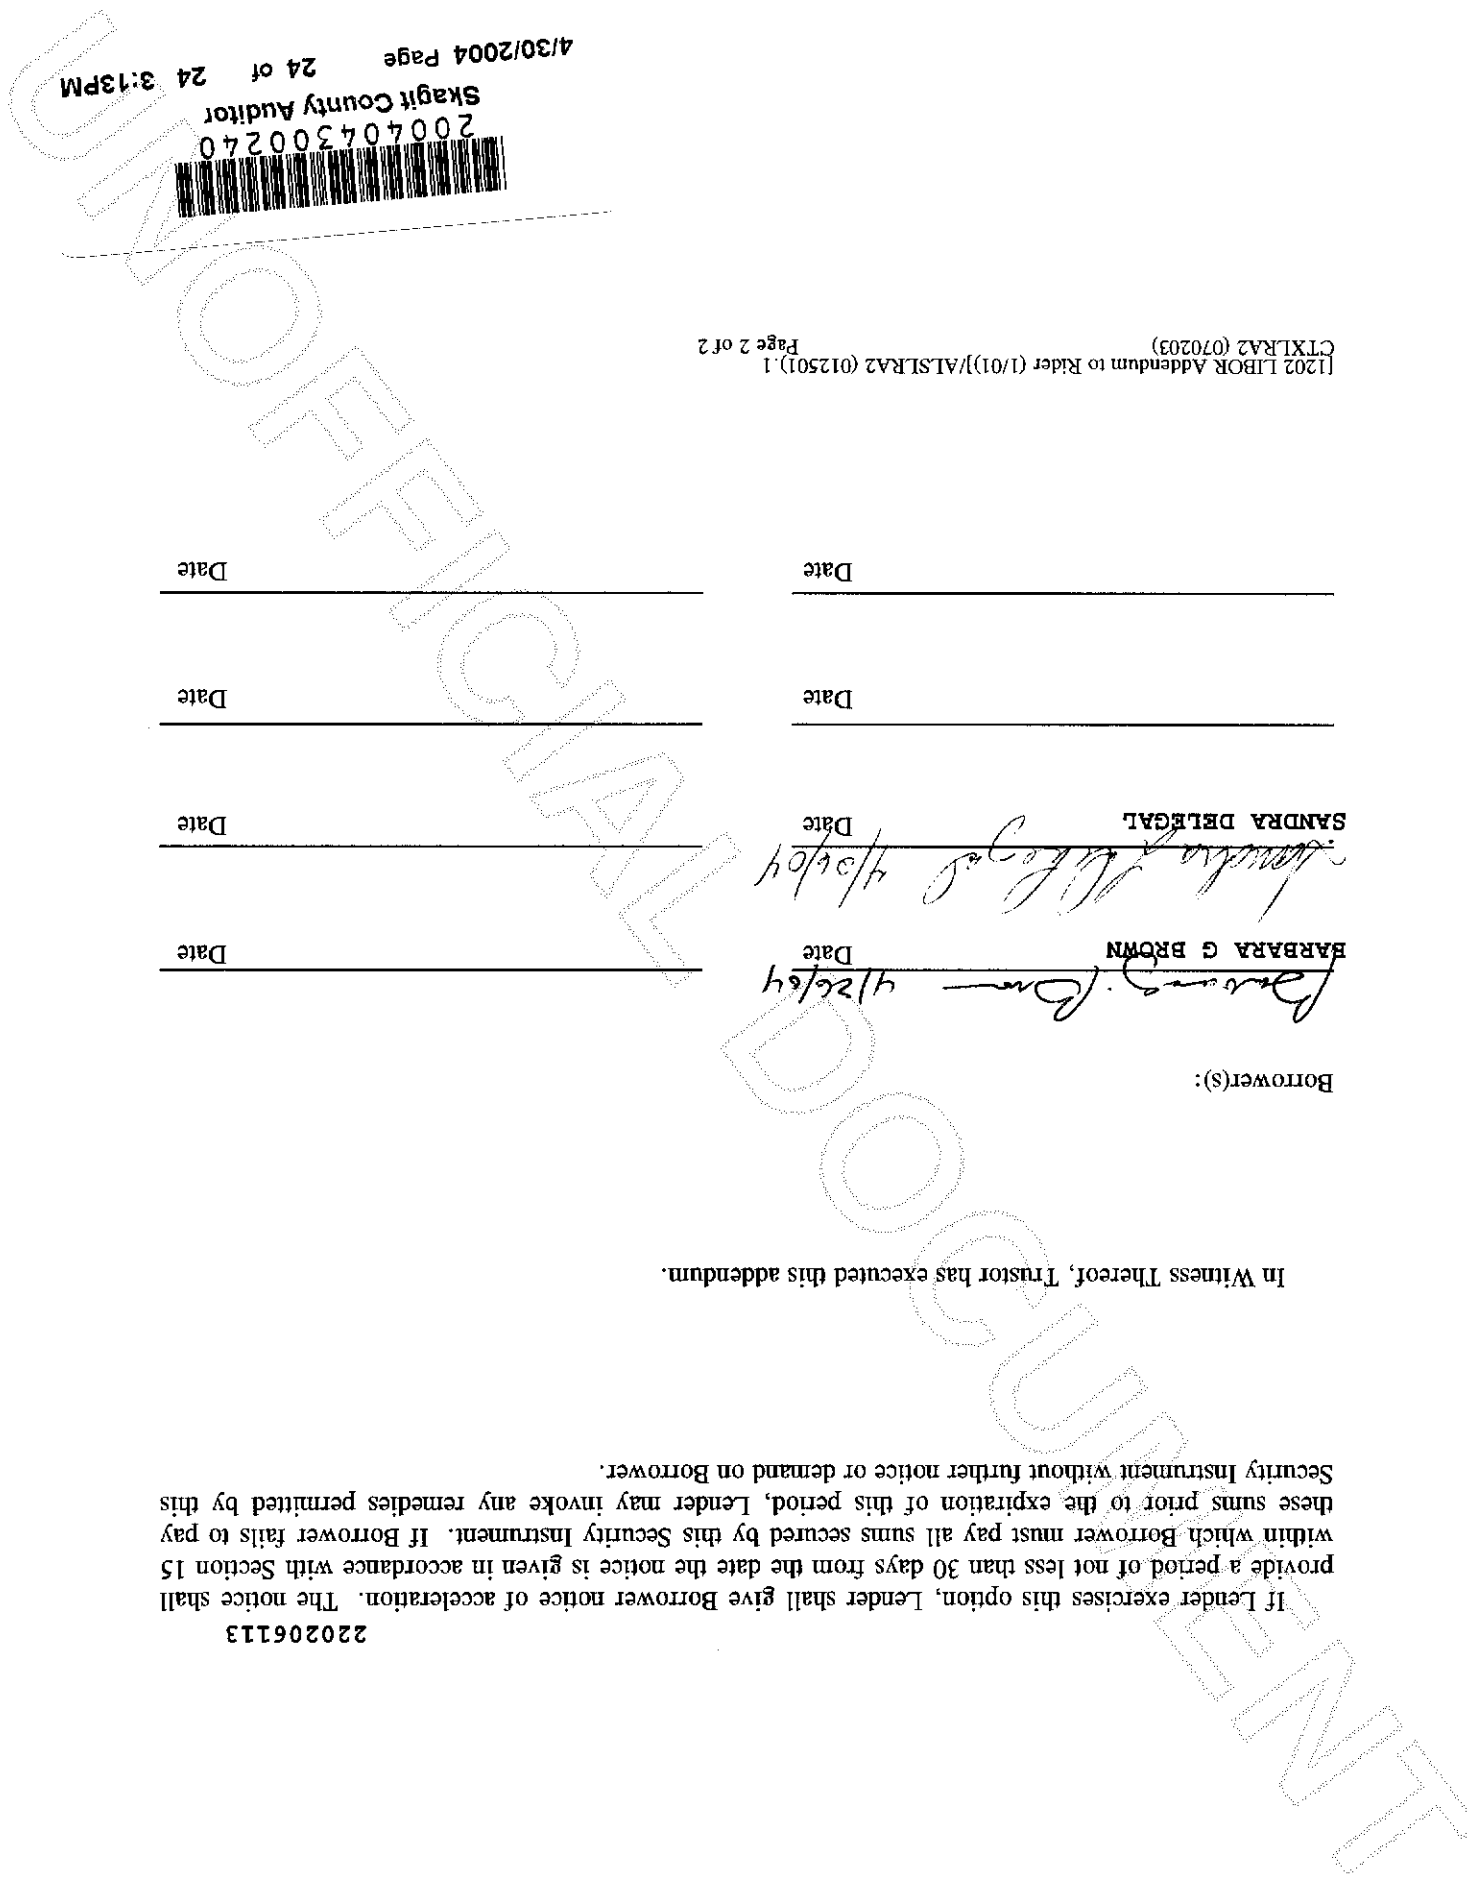 22206113
If Lender exercises this option, Lender shall give Borrower notice of acceleration. The notice shall
provide a period of not less than 30 days from the date the notice is given in accordance with Section 15
within which Borrower must pay all sums secured by this Security Instrument. If Borrower fails to pay
these sums prior to the expiration of this period, Lender may invoke any remedies permitted by this
Security Instrument without further notice or demand on Borrower.
In Witness Thereof, Trustor has executed this addendum.
Borrower(s):
4/26/04
BARBARA G BROWN Date Date
4/26/04
SANDRA DELEGAL Date Date
Date Date
Date Date
[1202 LIBOR Addendum to Rider (1/01)]/ALSLRA2 (012501).1
CTXLRA2 (070203) Page 2 of 2
200404300240
Skagit County Auditor
4/30/2004 Page 24 of 24 3:13PM
UNOFFICIAL DOCUMENT